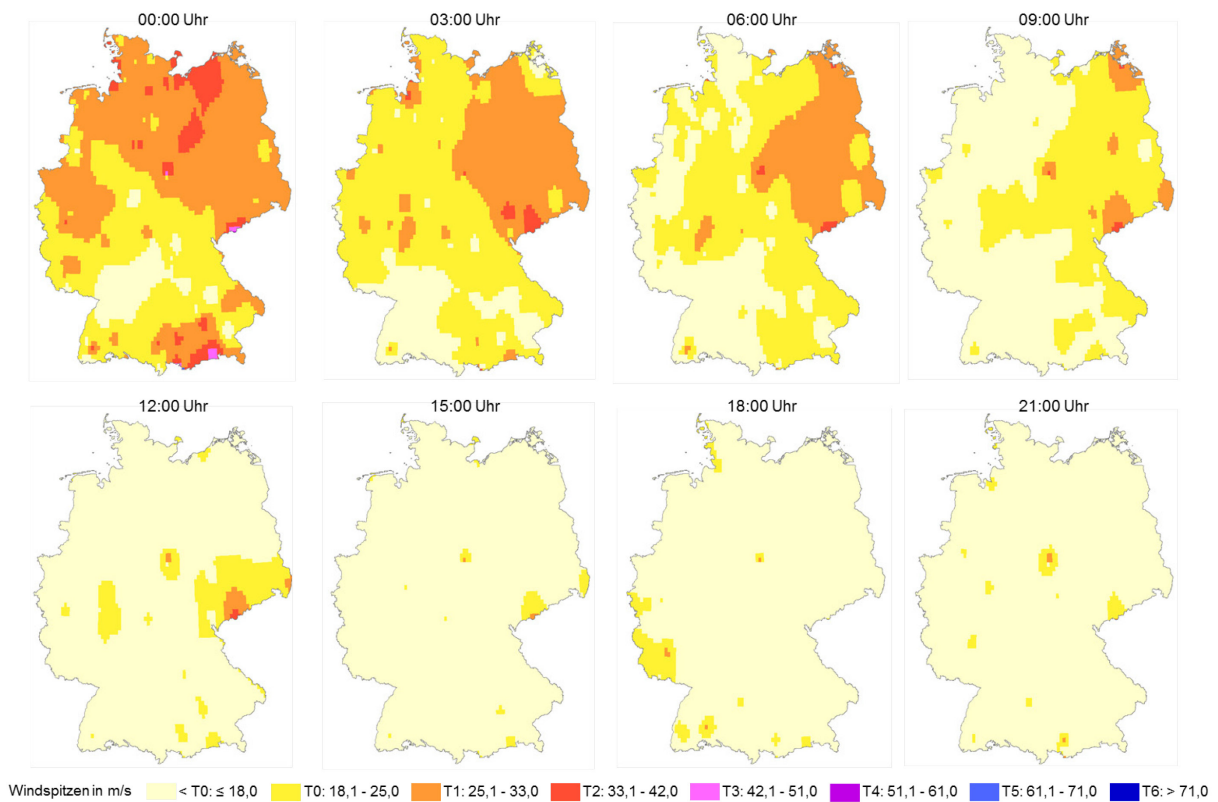 00:00 Uhr 03:00 Uhr 06:00 Uhr 09:00 Uhr
12:00 Uhr 15:00 Uhr 18:00 Uhr 21:00 Uhr
Windspitzen in m/s < T0: ≤ 18,0 T0: 18,1 - 25,0 T1: 25,1 - 33,0 T2: 33,1 - 42,0 T3: 42,1 - 51,0 T4: 51,1 - 61,0 T5: 61,1 - 71,0 T6: > 71,0